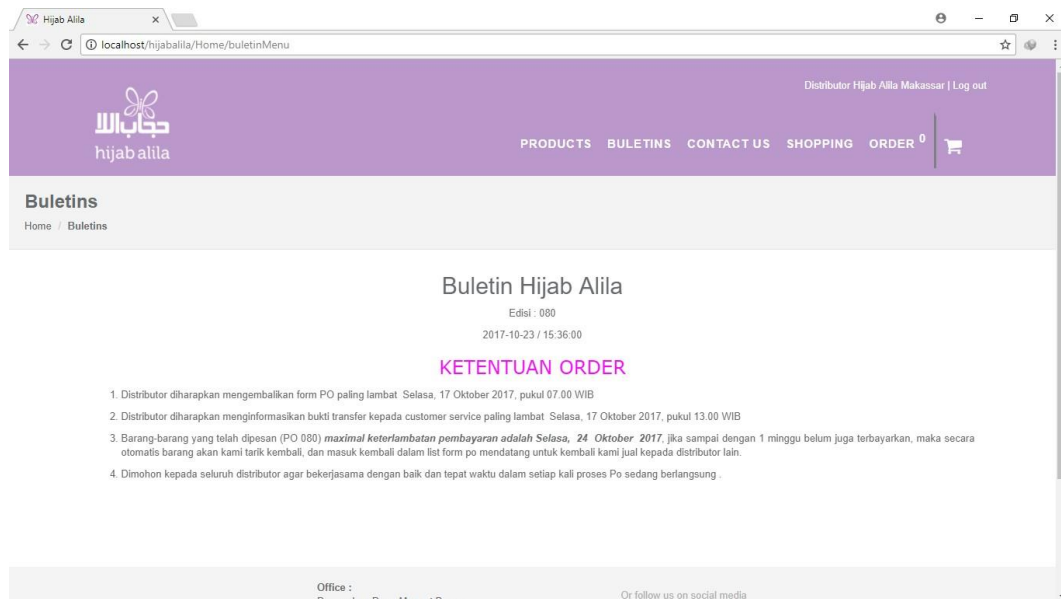 Hijab Alila
localhost/hijabalila/Home/buletinMenu
Distributor Hijab Alila Makassar | Log out
hijab alila
PRODUCTS BULETINS CONTACT US SHOPPING ORDER 0
Buletins
Home / Buletins
Buletin Hijab Alila
Edisi : 080
2017-10-23 / 15:36:00
KETENTUAN ORDER
1. Distributor diharapkan mengembalikan form PO paling lambat Selasa, 17 Oktober 2017, pukul 07.00 WIB
2. Distributor diharapkan menginformasikan bukti transfer kepada customer service paling lambat Selasa, 17 Oktober 2017, pukul 13.00 WIB
3. Barang-barang yang telah dipesan (PO 080) maximal keterlambatan pembayaran adalah Selasa, 24 Oktober 2017, jika sampai dengan 1 minggu belum juga terbayarkan, maka secara
otomatis barang akan kami tarik kembali, dan masuk kembali dalam list form po mendatang untuk kembali kami jual kepada distributor lain.
4. Dimohon kepada seluruh distributor agar bekerjasama dengan baik dan tepat waktu dalam setiap kali proses Po sedang berlangsung .
Office :
Or follow us on social media